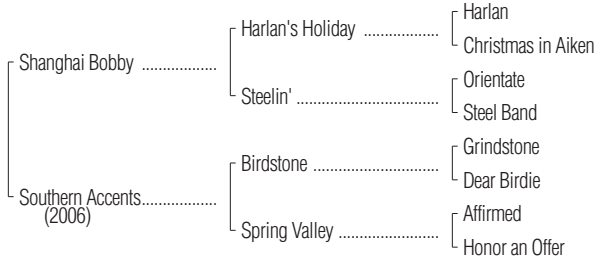 Harlan
Harlan's Holiday ..................
Christmas in Aiken
Shanghai Bobby ..................
Orientate
Steelin' ..................................
Steel Band
Grindstone
Birdstone ..............................
Dear Birdie
Southern Accents..................
(2006)
Affirmed
Spring Valley ........................
Honor an Offer